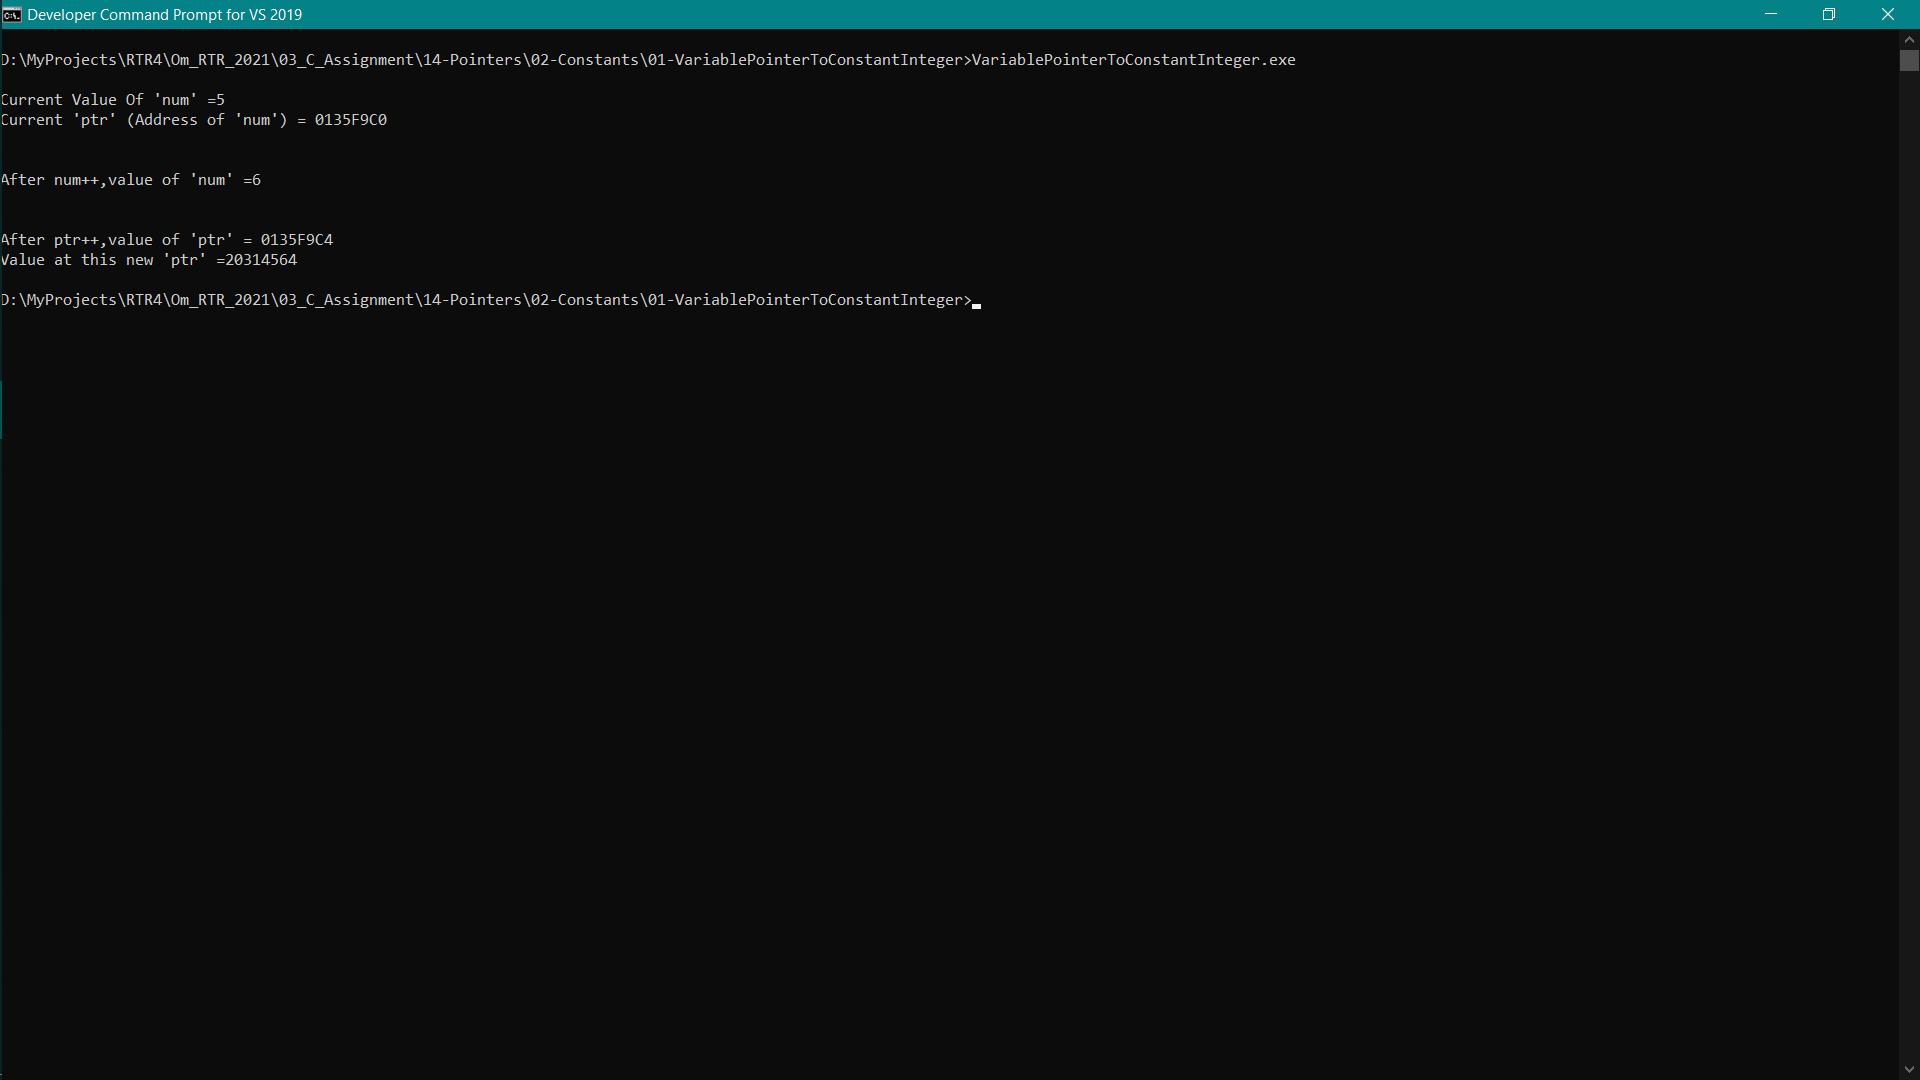 Developer Command Prompt for VS 2019
D:\MyProjects\RTR4\Om_RTR_2021\03_C_Assignment\14-Pointers\02-Constants\01-VariablePointerToConstantInteger>VariablePointerToConstantInteger.exe
Current Value Of 'num' =5
Current 'ptr' (Address of 'num') = 0135F9C0
After num++,value of 'num' =6
After ptr++,value of 'ptr' = 0135F9C4
Value at this new 'ptr' =20314564
D:\MyProjects\RTR4\Om_RTR_2021\03_C_Assignment\14-Pointers\02-Constants\01-VariablePointerToConstantInteger>